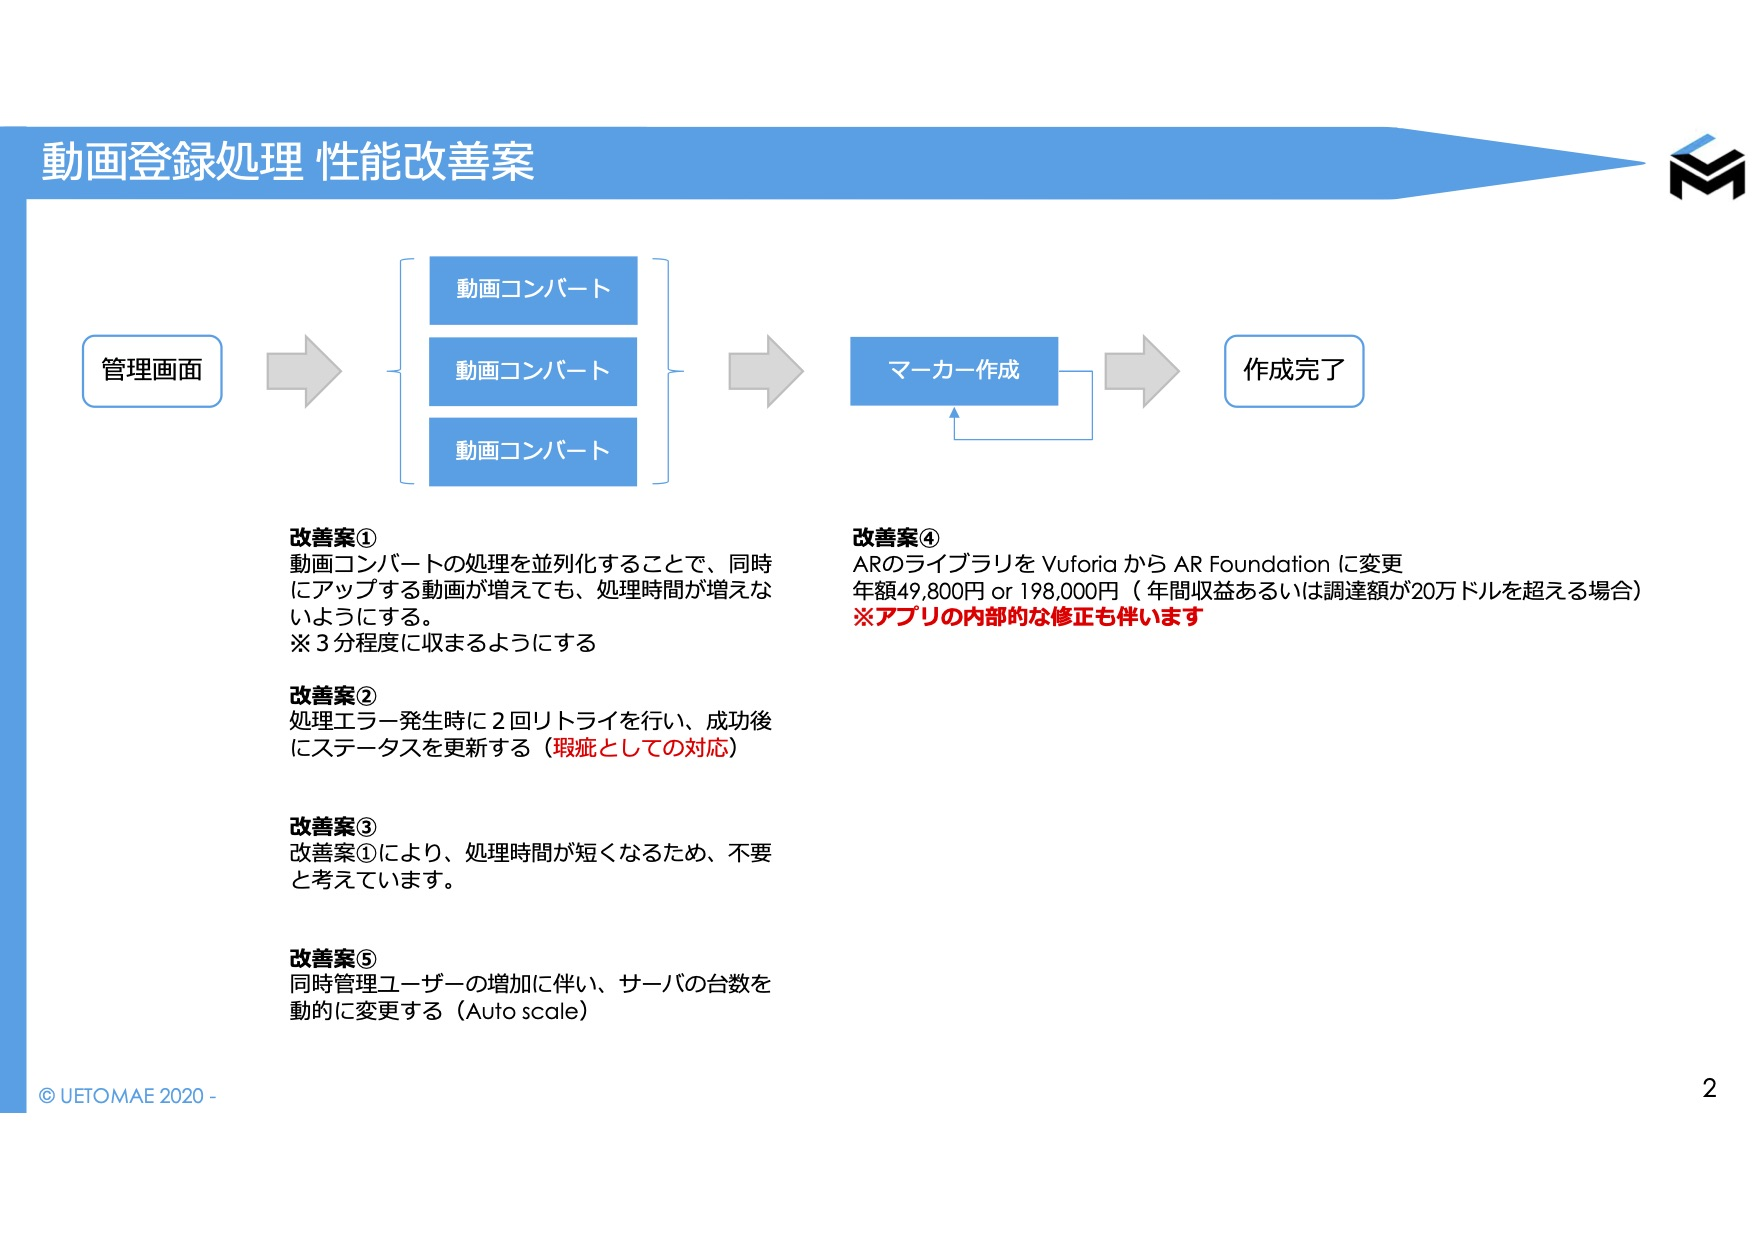 動画登録処理 性能改善案
管理画面
動画コンバート
動画コンバート
動画コンバート
マーカー作成
作成完了
改善案①
動画コンバートの処理を並列化することで、同時
にアップする動画が増えても、処理時間が増えな
いようにする。
※３分程度に収まるようにする
改善案②
処理エラー発生時に２回リトライを行い、成功後
にステータスを更新する（瑕疵としての対応）
改善案③
改善案①により、処理時間が短くなるため、不要
と考えています。
改善案⑤
同時管理ユーザーの増加に伴い、サーバの台数を
動的に変更する（Auto scale）
改善案④
ARのライブラリを Vuforia から AR Foundation に変更
年額49,800円 or 198,000円（ 年間収益あるいは調達額が20万ドルを超える場合）
※アプリの内部的な修正も伴います
© UETOMAE 2020 -
2